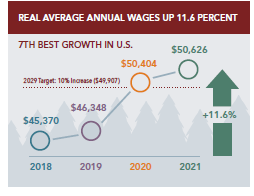 REAL AVERAGE ANNUAL WAGES UP 11.6 PERCENT
7TH BEST GROWTH IN U.S.
$50,626
$50,404
2029 Target: 10% Increase ($49,907)
$46,348
$45,370
+11.6%
2018 2019 2020 2021